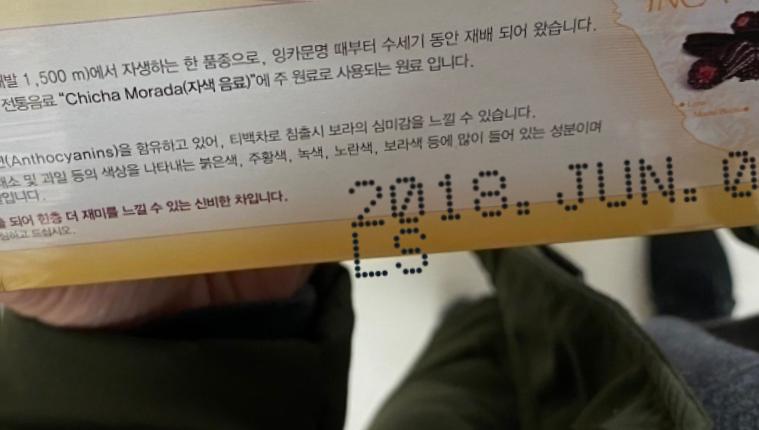 발 1,500 m)에서 자생하는 한 품종으로, 잉카문명 때부터 수세기 동안 재배 되어 왔습니다.
전통음료 "Chicha Morada(자색 음료)"에 주 원료로 사용되는 원료 입니다.
(Anthocyanins)을 함유하고 있어, 티백차로 침출시 보라의 심미감을 느낄 수 있습니다.
채소 및 과일 등의 색상을 나타내는 붉은색, 주황색, 녹색, 노란색, 보라색 등에 많이 들어 있는 성분이며
입니다.
되어 한층 더 재미를 느낄 수 있는 신비한 차입니다.
하고 드십시오.
2018. JUN. 0
LS